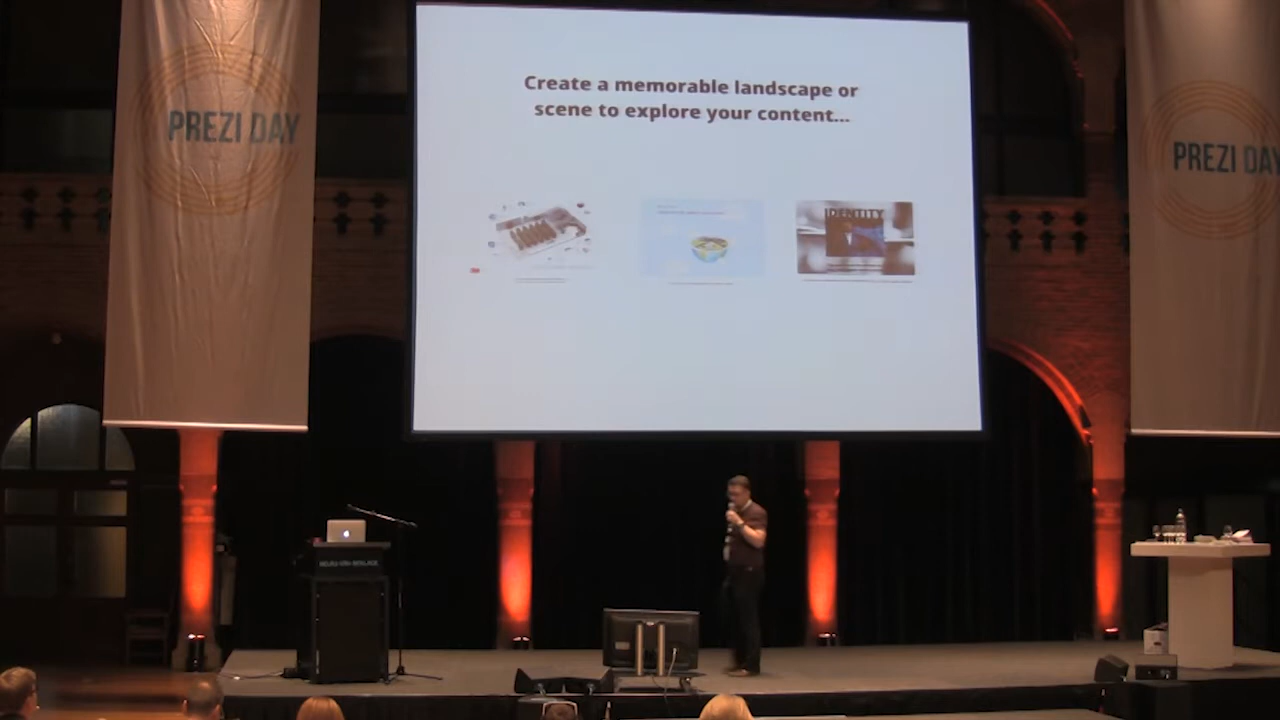 PREZI DAY
Create a memorable landscape or
scene to explore your content...
IDENTITY
PREZI DAY